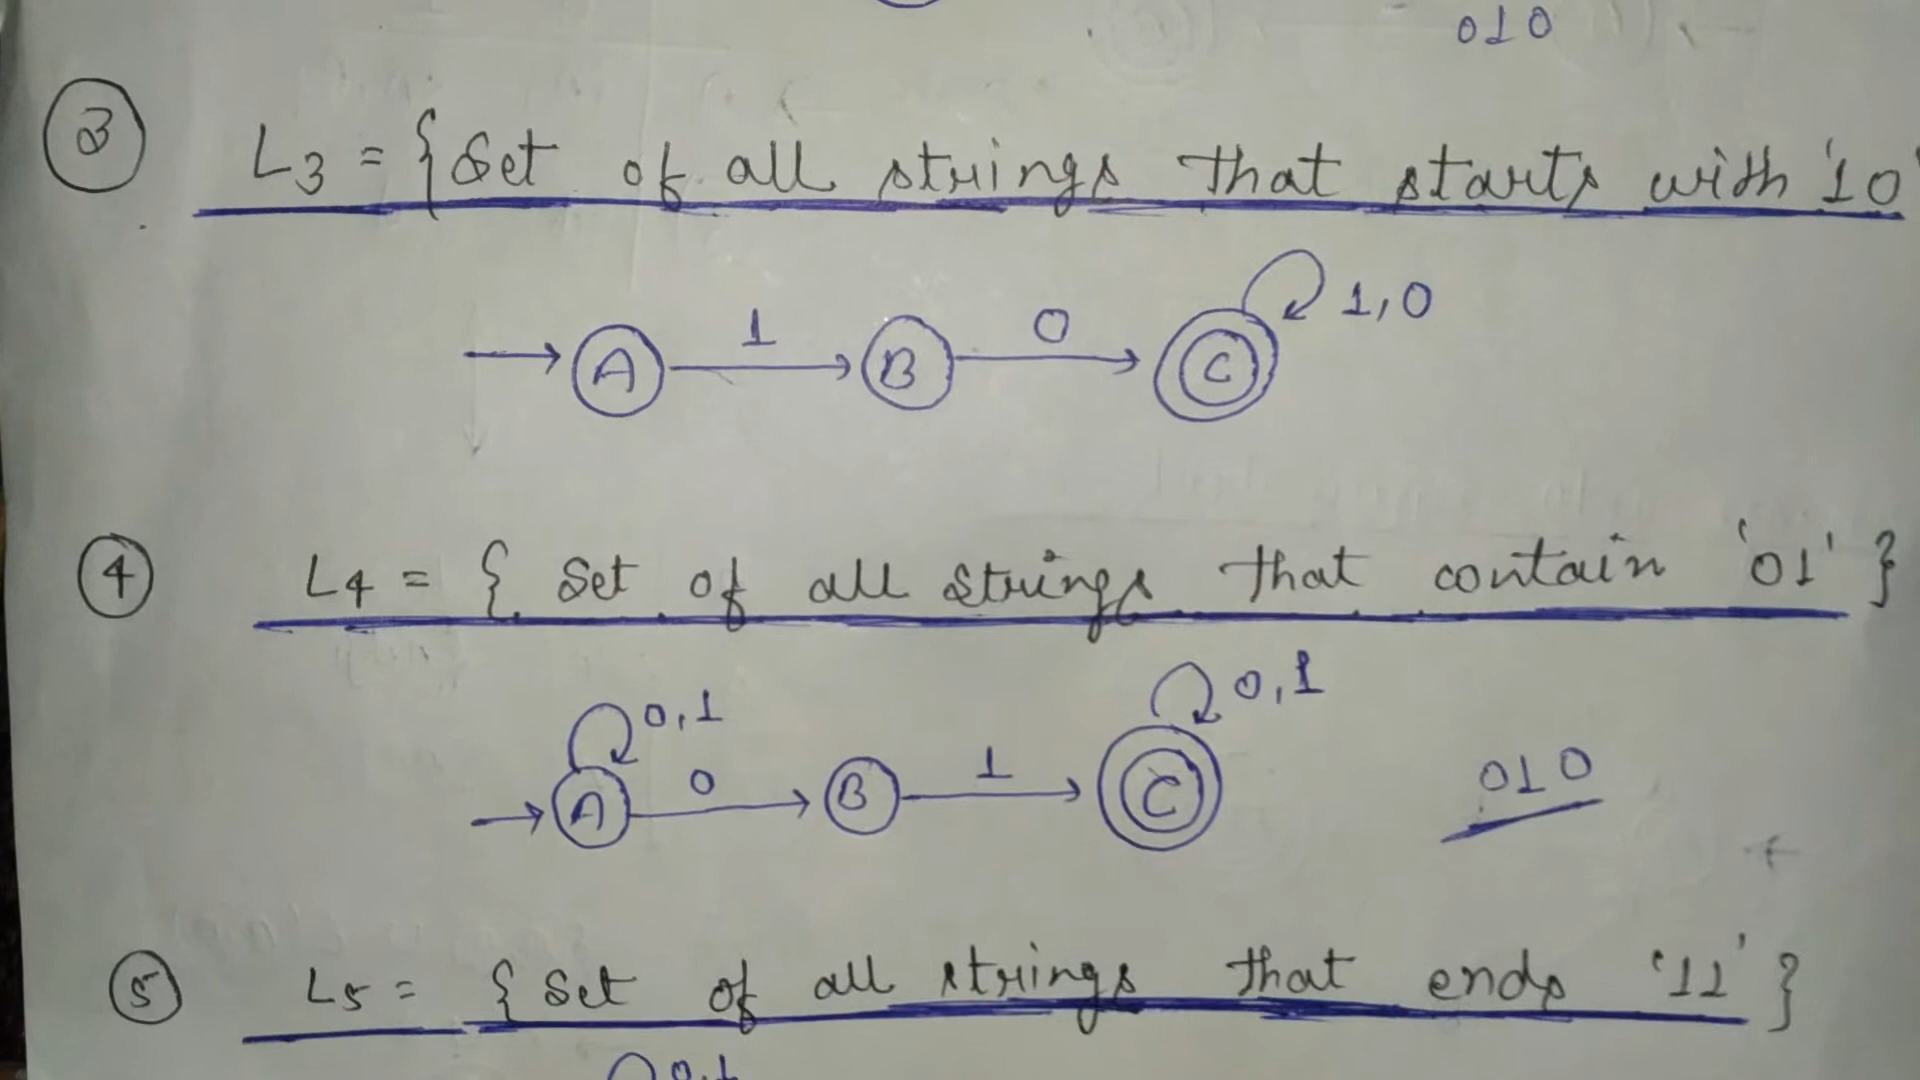 010
3 L3 = { Set of all strings that starts with '10'
1 0 1,0
A B C
4 L4 = { Set of all strings that contain '01' }
0,1 0,1
A 0 B 1 C 010
5 L5 = { Set of all strings that ends '11' }
0,1